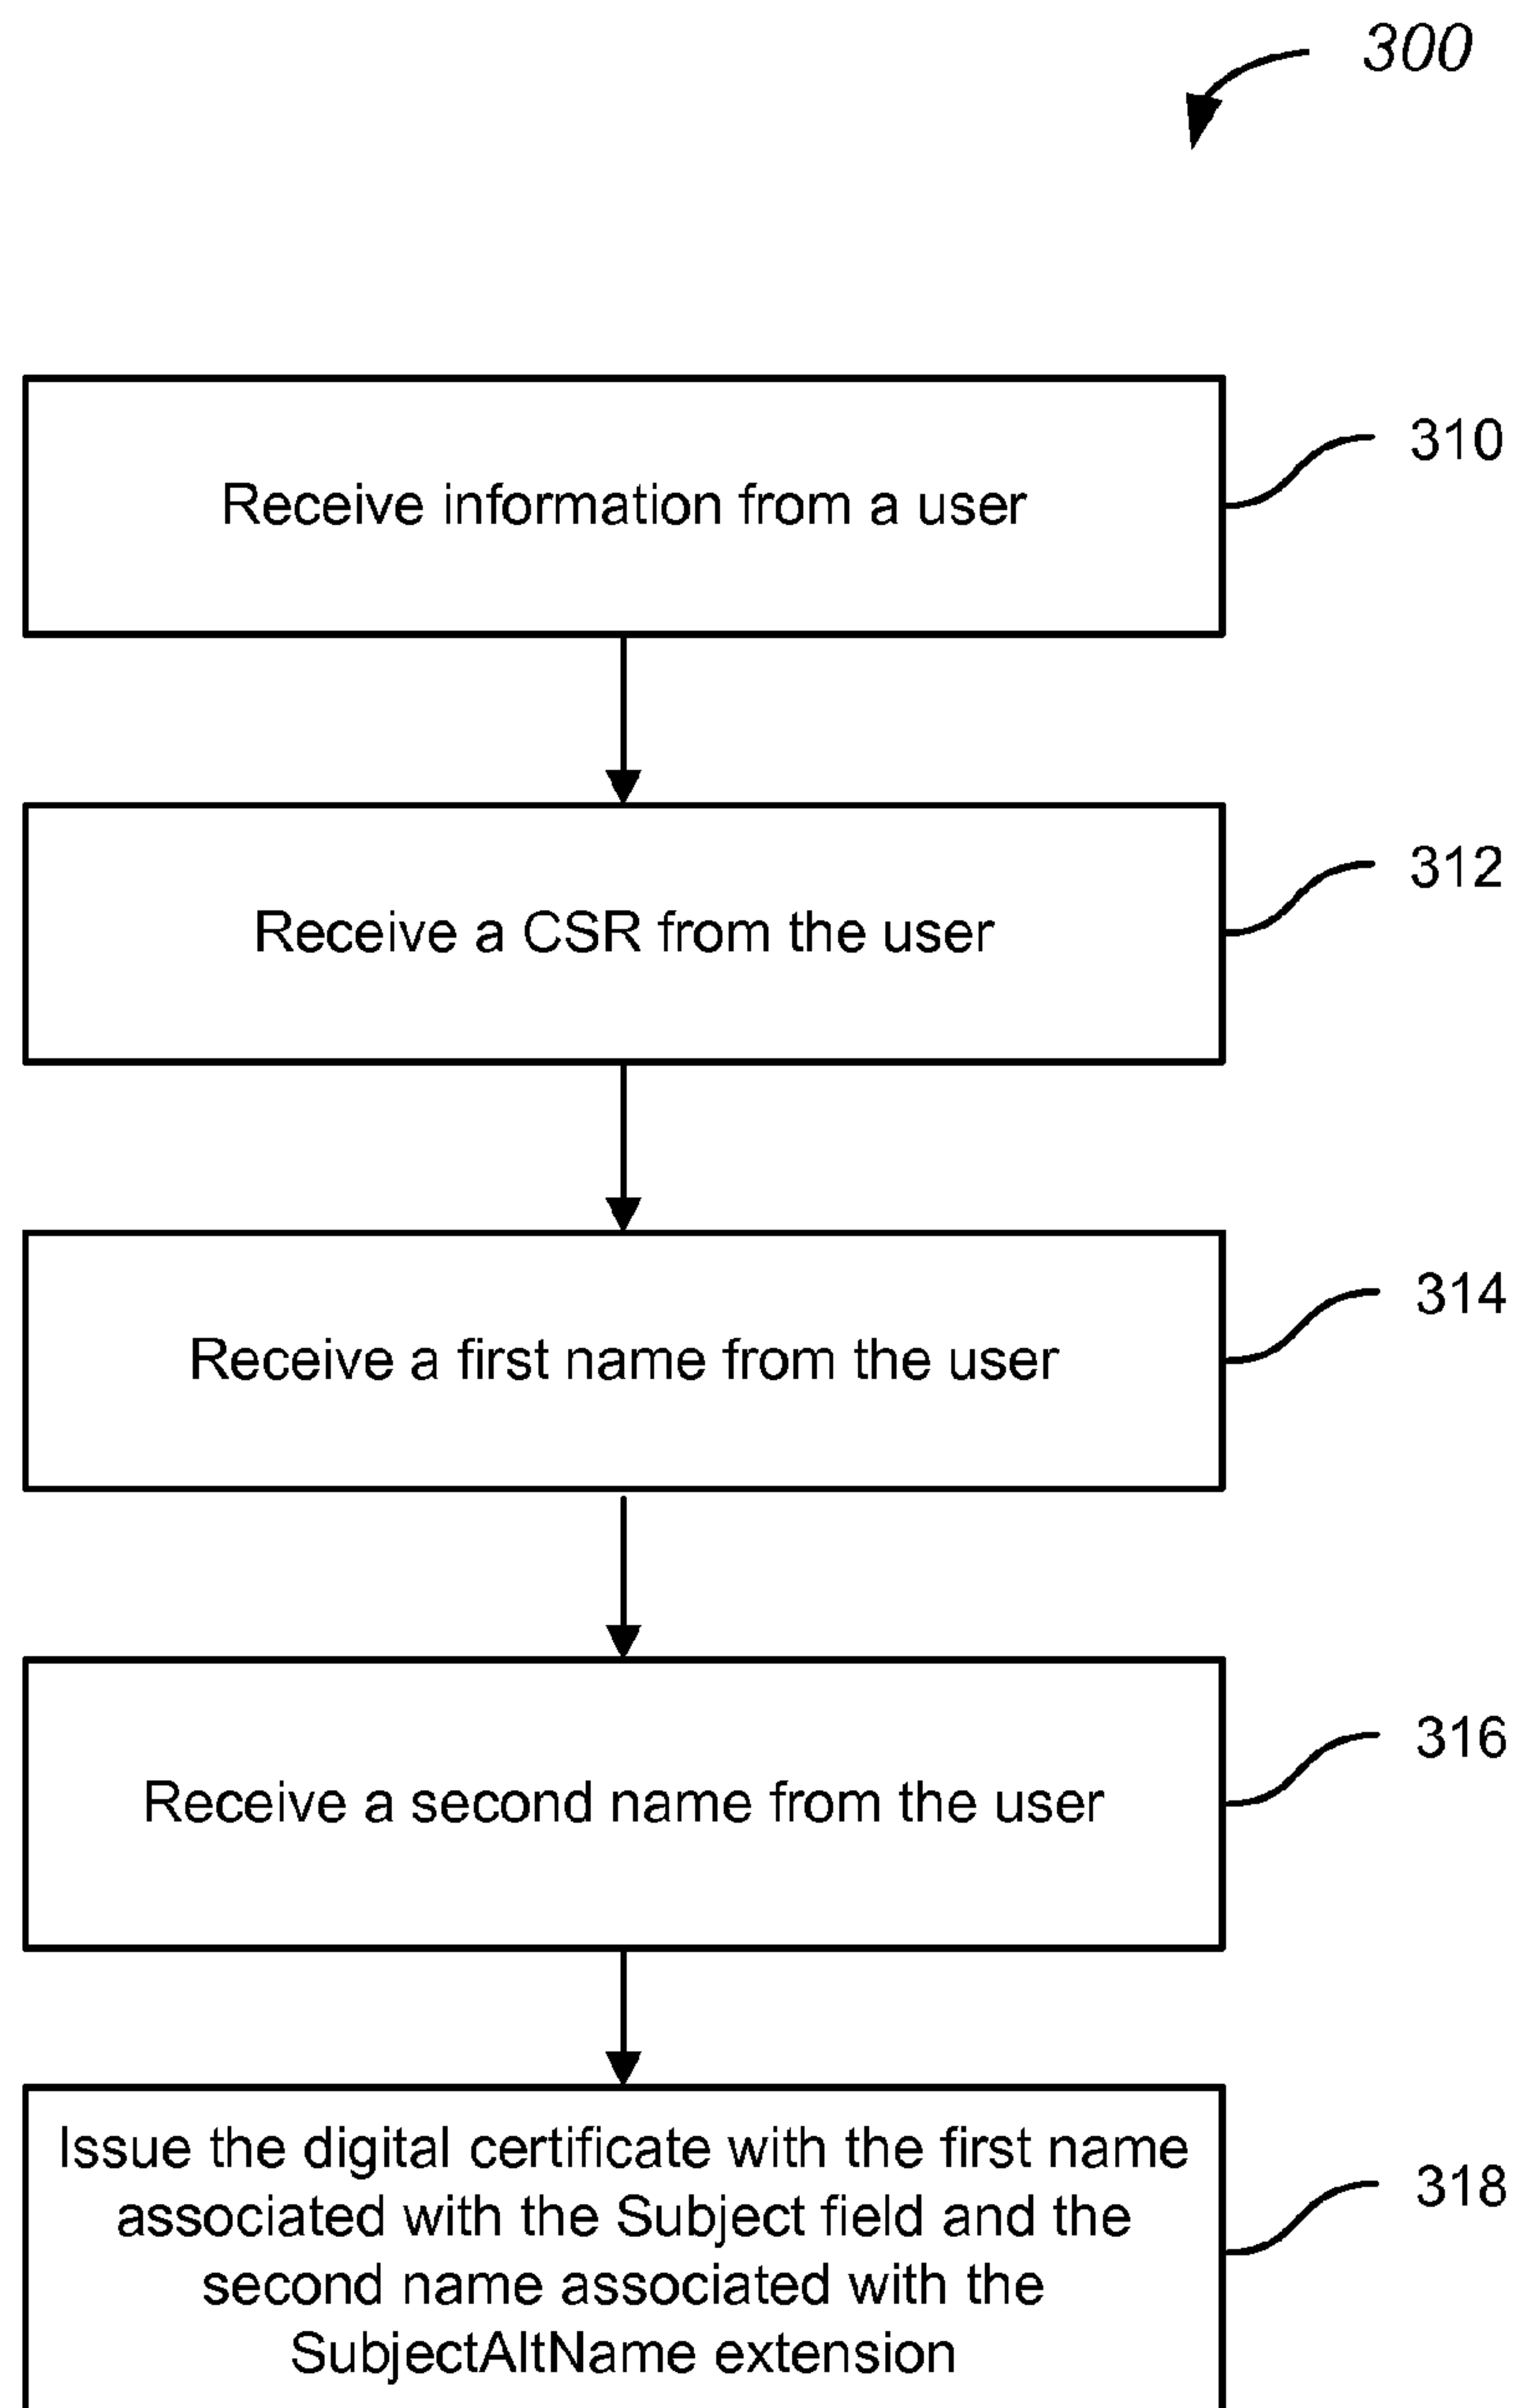 300
Receive information from a user
310
Receive a CSR from the user
312
Receive a first name from the user
314
Receive a second name from the user
316
Issue the digital certificate with the first name
associated with the Subject field and the
second name associated with the
SubjectAltName extension
318